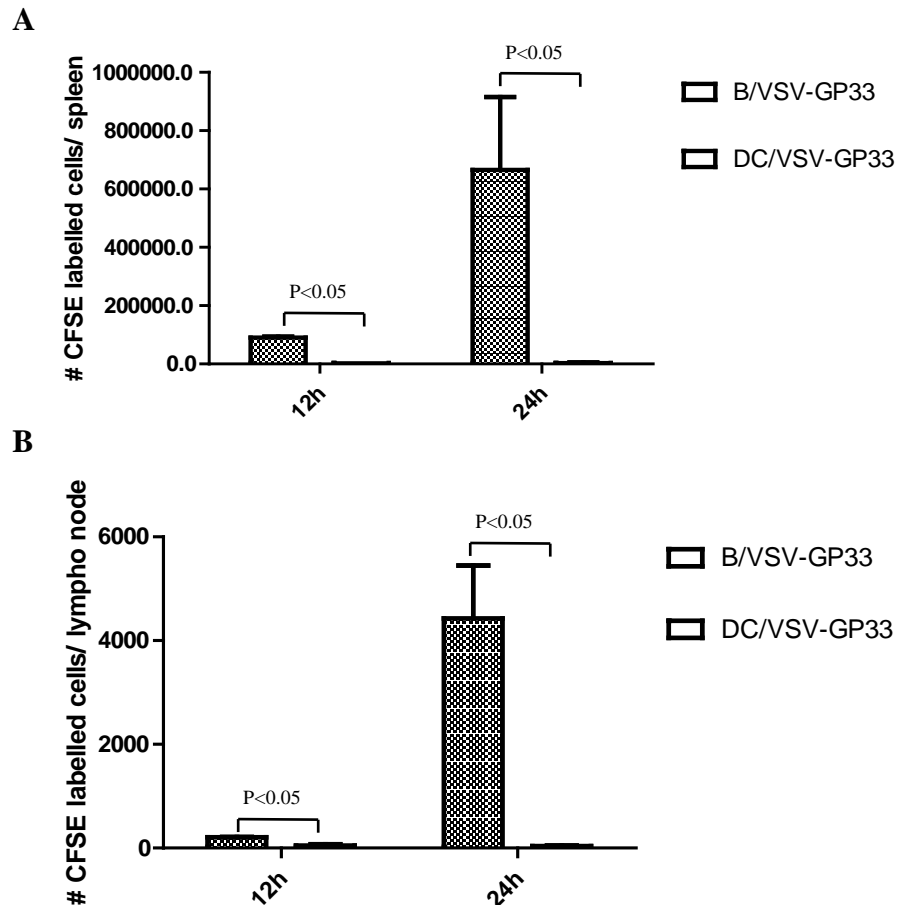 A
# CFSE labelled cells/ spleen
1000000.0
800000.0
600000.0
400000.0
200000.0
0.0
P<0.05
P<0.05
12h
24h
B/VSV-GP33
DC/VSV-GP33
B
# CFSE labelled cells/ lympho node
6000
4000
2000
0
P<0.05
P<0.05
12h
24h
B/VSV-GP33
DC/VSV-GP33